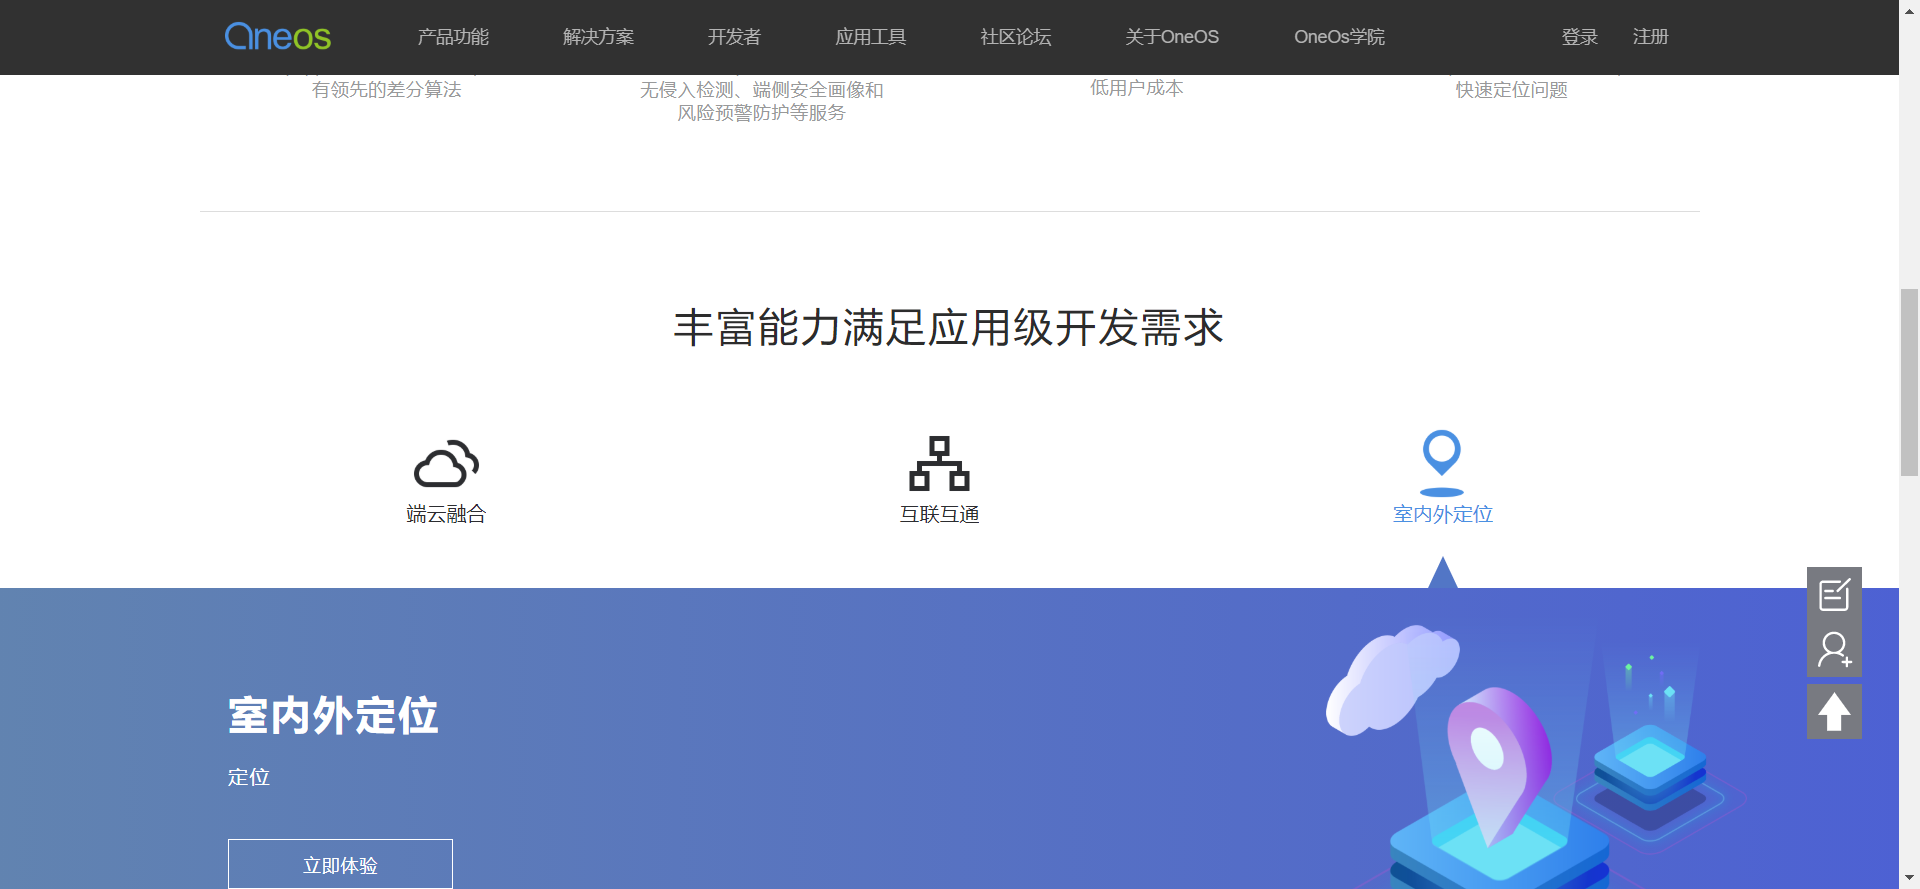 Oneos 产品功能 解决方案 开发者 应用工具 社区论坛 关于OneOS OneOs学院 登录 注册
有领先的差分算法
无侵入检测、端侧安全画像和
风险预警防护等服务
低用户成本
快速定位问题
丰富能力满足应用级开发需求
端云融合 互联互通 室内外定位
室内外定位
定位
立即体验